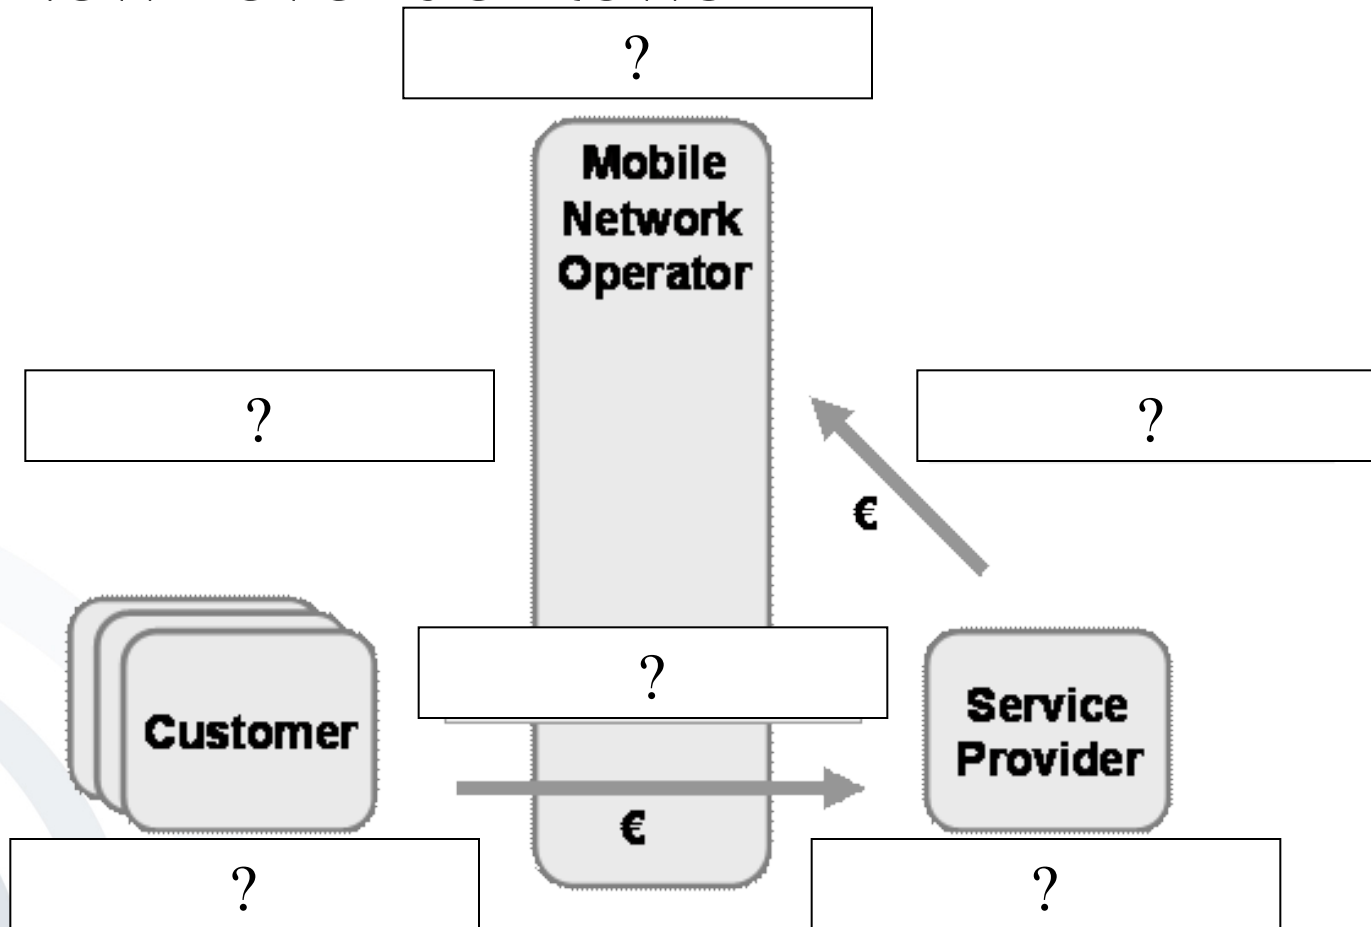 ?
Mobile
Network
Operator
?
?
€
?
Customer
Service
Provider
€
?
?